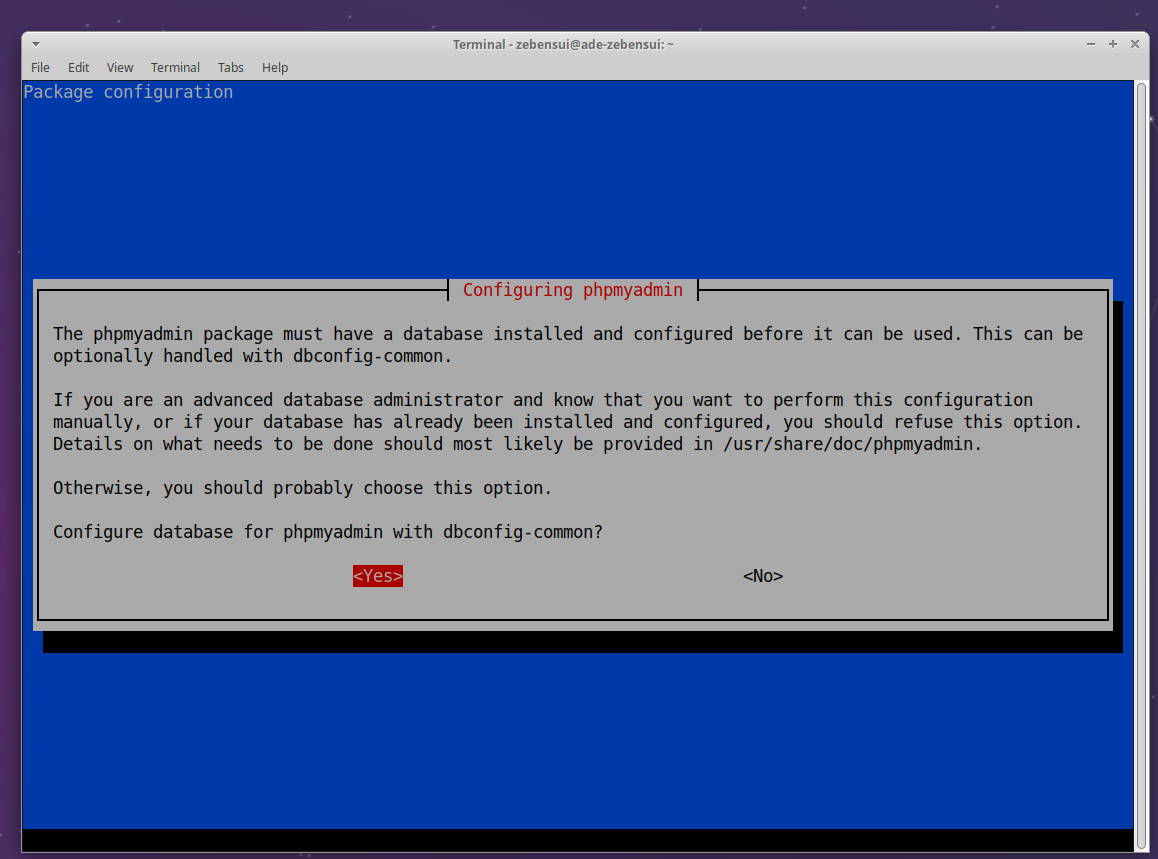 Terminal - zebensui@ade-zebensui: ~
File Edit View Terminal Tabs Help
Package configuration
Configuring phpmyadmin
The phpmyadmin package must have a database installed and configured before it can be used. This can be
optionally handled with dbconfig-common.
If you are an advanced database administrator and know that you want to perform this configuration
manually, or if your database has already been installed and configured, you should refuse this option.
Details on what needs to be done should most likely be provided in /usr/share/doc/phpmyadmin.
Otherwise, you should probably choose this option.
Configure database for phpmyadmin with dbconfig-common?
<Yes> <No>